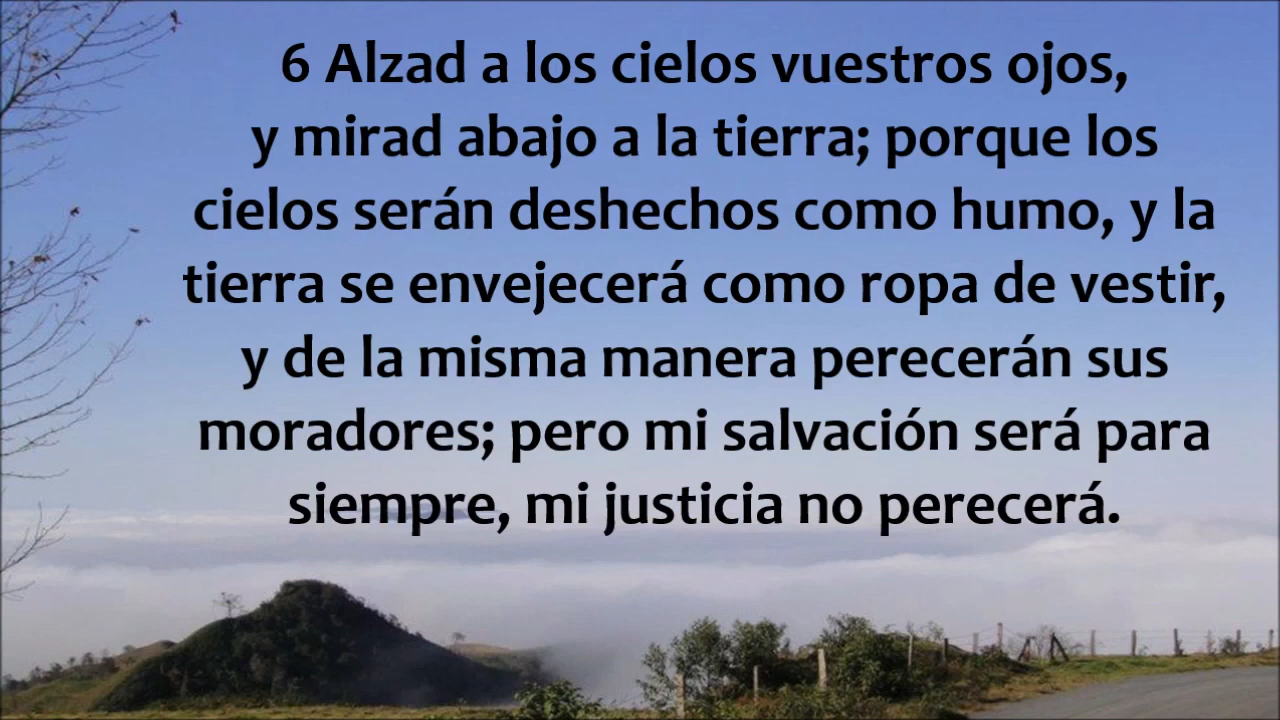 6 Alzad a los cielos vuestros ojos,
y mirad abajo a la tierra; porque los
cielos serán deshechos como humo, y la
tierra se envejecerá como ropa de vestir,
y de la misma manera perecerán sus
moradores; pero mi salvación será para
siempre, mi justicia no perecerá.